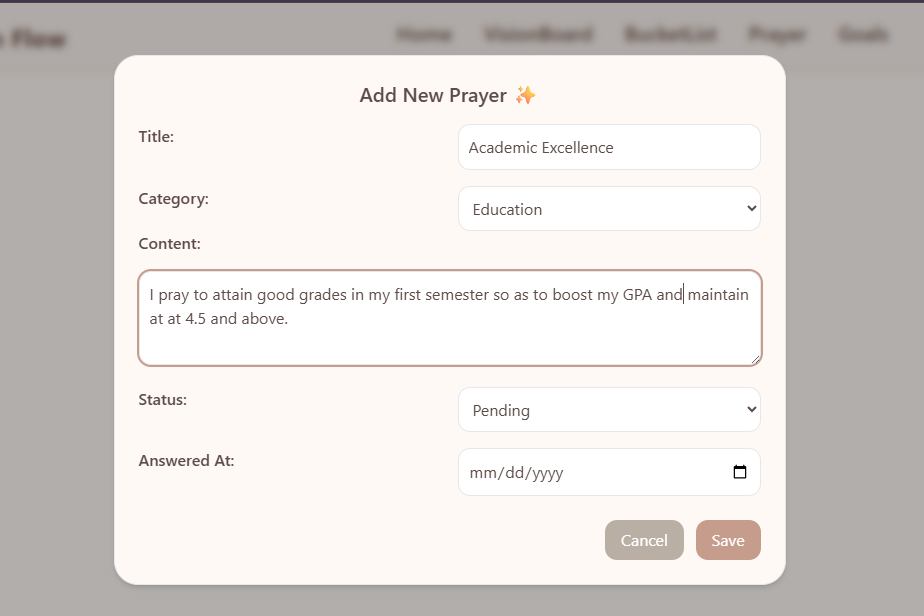 Flow
Home VisionBoard BucketList Prayer Goals
Add New Prayer ✨
Title:
Academic Excellence
Category:
Education
Content:
I pray to attain good grades in my first semester so as to boost my GPA and maintain
at at 4.5 and above.
Status:
Pending
Answered At:
mm/dd/yyyy
Cancel Save